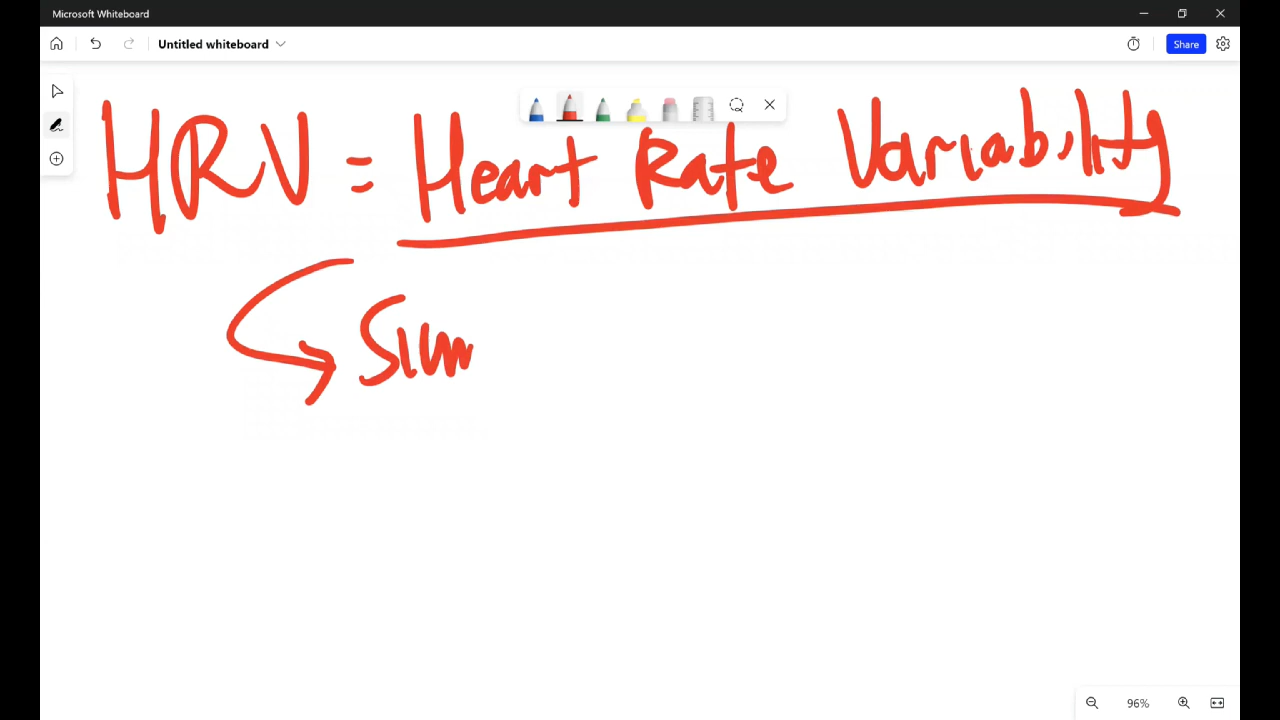 Microsoft Whiteboard
Untitled whiteboard
Share
HRV = Heart Rate Variability
96%